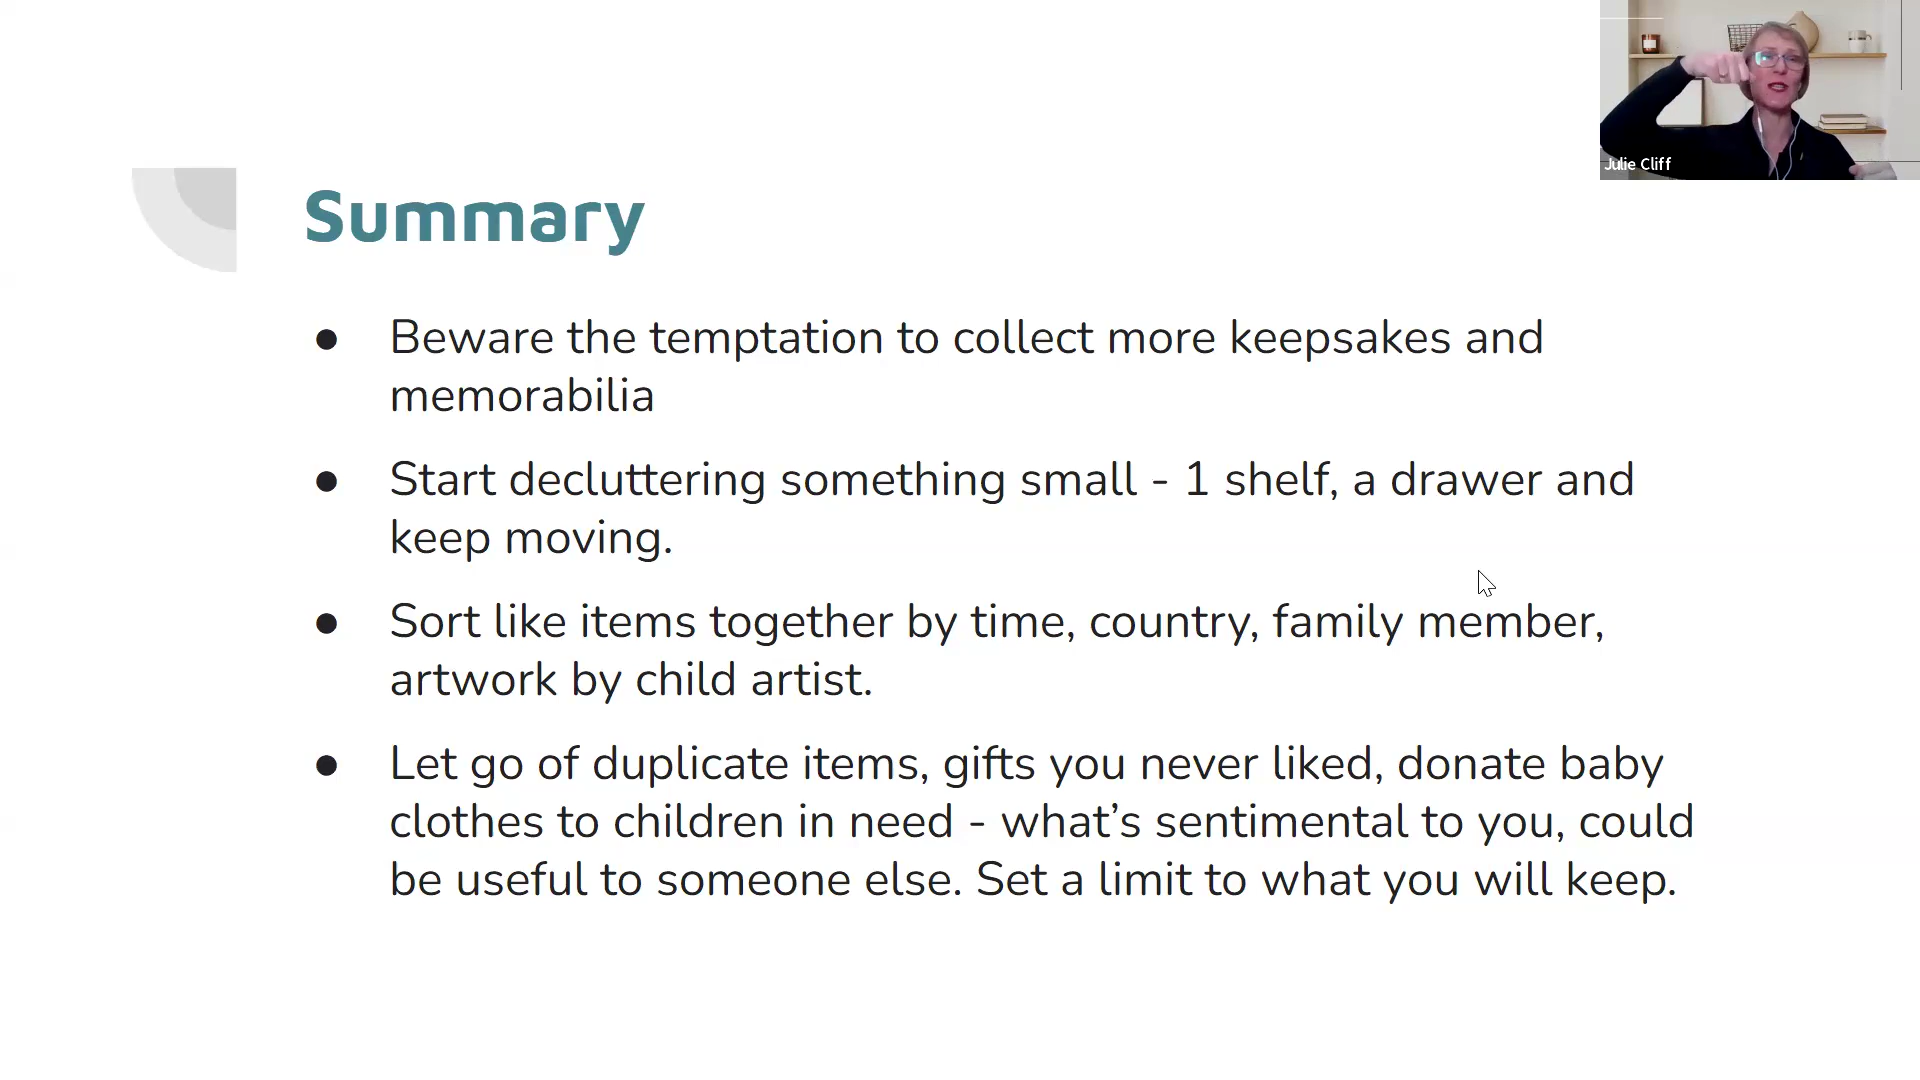 Julie Cliff
Summary
● Beware the temptation to collect more keepsakes and
memorabilia
● Start decluttering something small - 1 shelf, a drawer and
keep moving.
● Sort like items together by time, country, family member,
artwork by child artist.
● Let go of duplicate items, gifts you never liked, donate baby
clothes to children in need - what’s sentimental to you, could
be useful to someone else. Set a limit to what you will keep.